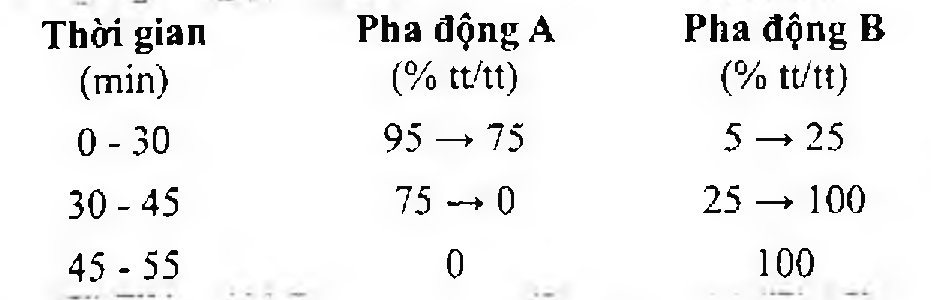 Thời gian Pha động A Pha động B
(min) (% tt/tt) (% tt/tt)
0 - 30 95 → 75 5 → 25
30 - 45 75 → 0 25 → 100
45 - 55 0 100